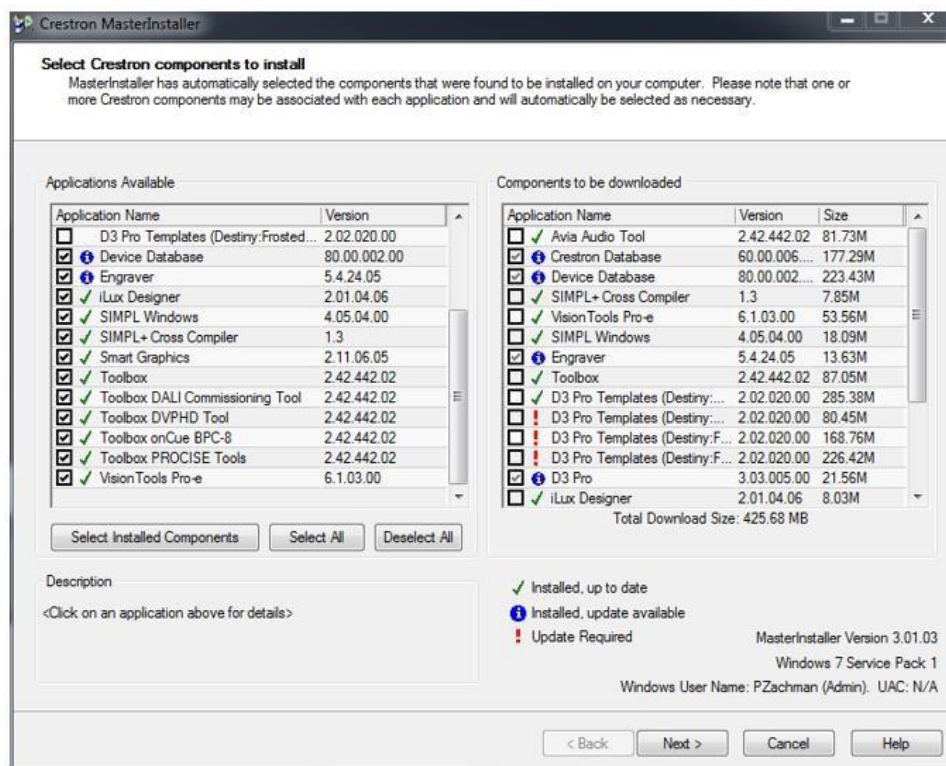 Crestron MasterInstaller
Select Crestron components to install
MasterInstaller has automatically selected the components that were found to be installed on your computer. Please note that one or
more Crestron components may be associated with each application and will automatically be selected as necessary.
Applications Available
Application Name Version
D3 Pro Templates (Destiny:Frosted... 2.02.020.00
Device Database 80.00.002.00
Engraver 5.4.24.05
iLux Designer 2.01.04.06
SIMPL Windows 4.05.04.00
SIMPL+ Cross Compiler 1.3
Smart Graphics 2.11.06.05
Toolbox 2.42.442.02
Toolbox DALI Commissioning Tool 2.42.442.02
Toolbox DVPHD Tool 2.42.442.02
Toolbox onCue BPC-8 2.42.442.02
Toolbox PROCISE Tools 2.42.442.02
VisionTools Pro-e 6.1.03.00
Select Installed Components Select All Deselect All
Components to be downloaded
Application Name Version Size
Avia Audio Tool 2.42.442.02 81.73M
Crestron Database 60.00.006.... 177.29M
Device Database 80.00.002.... 223.43M
SIMPL+ Cross Compiler 1.3 7.85M
VisionTools Pro-e 6.1.03.00 53.56M
SIMPL Windows 4.05.04.00 18.09M
Engraver 5.4.24.05 13.63M
Toolbox 2.42.442.02 87.05M
D3 Pro Templates (Destiny:... 2.02.020.00 285.38M
D3 Pro Templates (Destiny:... 2.02.020.00 80.45M
D3 Pro Templates (Destiny:F... 2.02.020.00 168.76M
D3 Pro Templates (Destiny:F... 2.02.020.00 226.42M
D3 Pro 3.03.005.00 21.56M
iLux Designer 2.01.04.06 8.03M
Total Download Size: 425.68 MB
Description
<Click on an application above for details>
Installed, up to date
Installed, update available
Update Required
MasterInstaller Version 3.01.03
Windows 7 Service Pack 1
Windows User Name: PZachman (Admin). UAC: N/A
< Back Next > Cancel Help